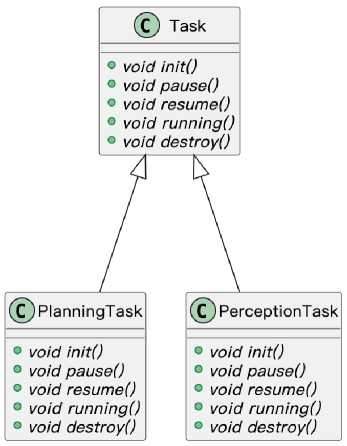 C Task
void init()
void pause()
void resume()
void running()
void destroy()
C PlanningTask
void init()
void pause()
void resume()
void running()
void destroy()
C PerceptionTask
void init()
void pause()
void resume()
void running()
void destroy()